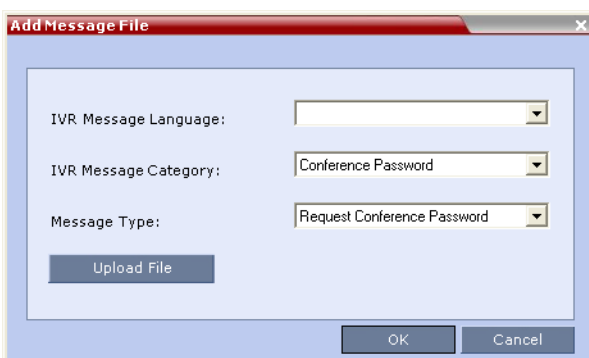 Add Message File
IVR Message Language:
IVR Message Category: Conference Password
Message Type: Request Conference Password
Upload File
OK Cancel